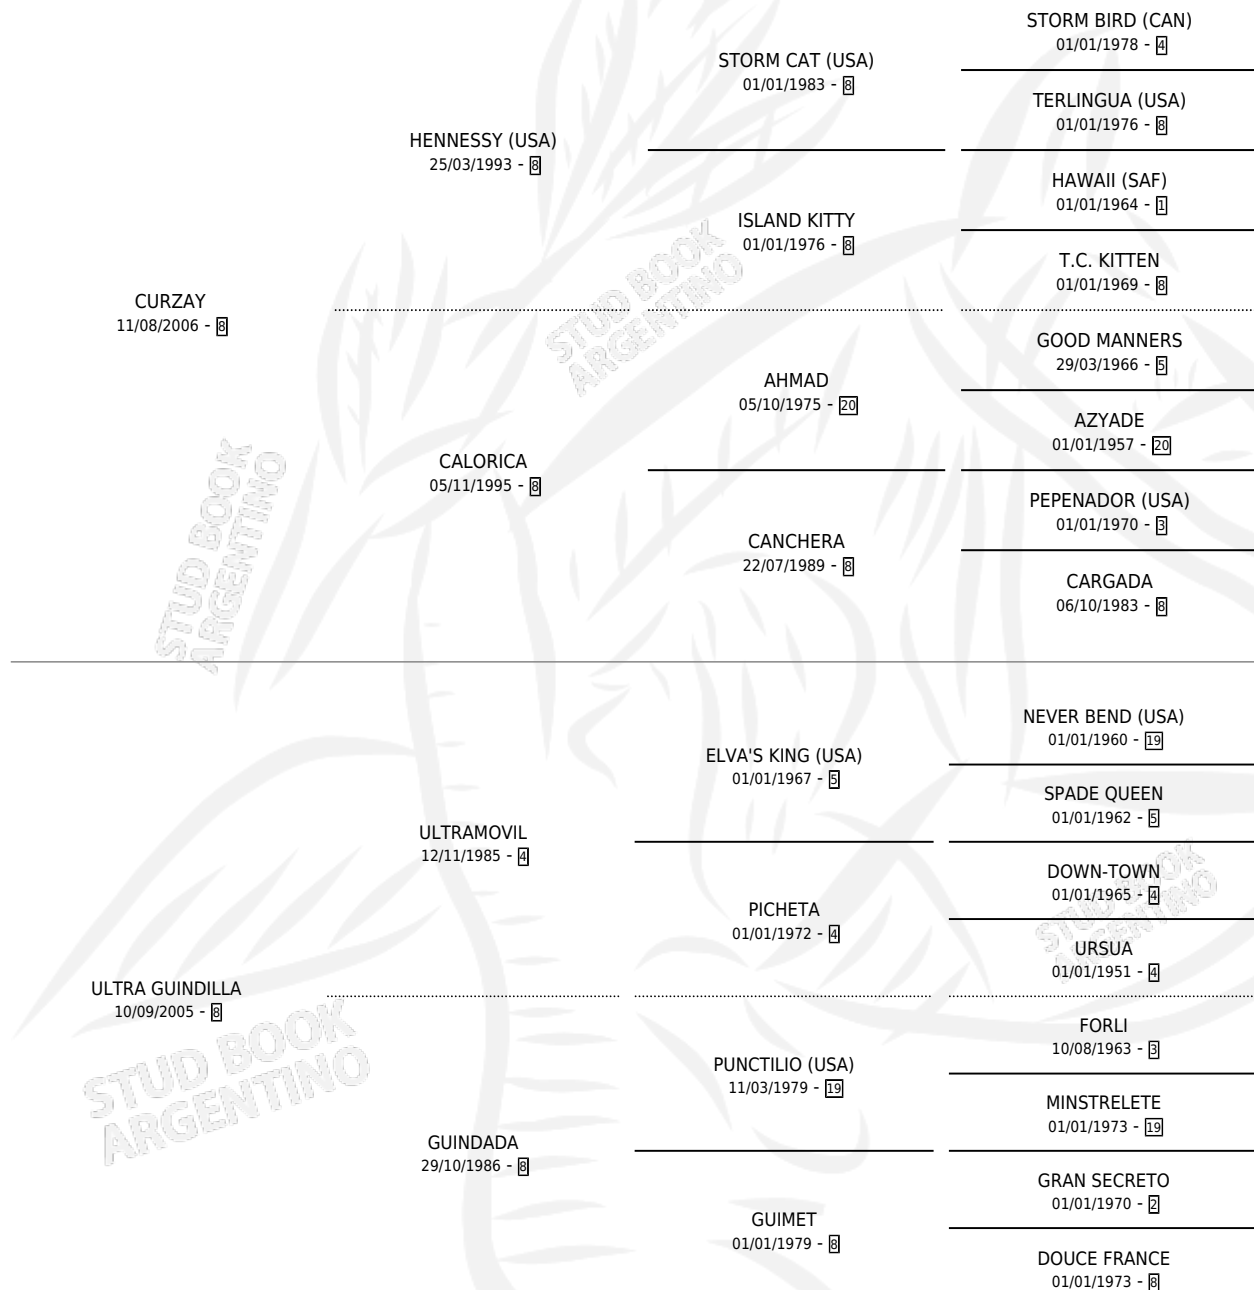 STORM BIRD (CAN)
01/01/1978 - 4
STORM CAT (USA)
01/01/1983 - 8
TERLINGUA (USA)
01/01/1976 - 8
HENNESSY (USA)
25/03/1993 - 8
HAWAII (SAF)
01/01/1964 - 1
ISLAND KITTY
01/01/1976 - 8
T.C. KITTEN
01/01/1969 - 8
CURZAY
11/08/2006 - 8
GOOD MANNERS
29/03/1966 - 5
AHMAD
05/10/1975 - 20
AZYADE
01/01/1957 - 20
CALORICA
05/11/1995 - 8
PEPENADOR (USA)
01/01/1970 - 3
CANCHERA
22/07/1989 - 8
CARGADA
06/10/1983 - 8
NEVER BEND (USA)
01/01/1960 - 19
ELVA'S KING (USA)
01/01/1967 - 5
SPADE QUEEN
01/01/1962 - 5
ULTRAMOVIL
12/11/1985 - 4
DOWN-TOWN
01/01/1965 - 4
PICHETA
01/01/1972 - 4
URSUA
01/01/1951 - 4
ULTRA GUINDILLA
10/09/2005 - 8
FORLI
10/08/1963 - 3
PUNCTILIO (USA)
11/03/1979 - 19
MINSTRELETE
01/01/1973 - 19
GUINDADA
29/10/1986 - 8
GRAN SECRETO
01/01/1970 - 2
GUIMET
01/01/1979 - 8
DOUCE FRANCE
01/01/1973 - 8
STUD BOOK
ARGENTINO
STUD BOOK
ARGENTINO
STUD BOOK
ARGENTINO
STUD BOOK
ARGENTINO